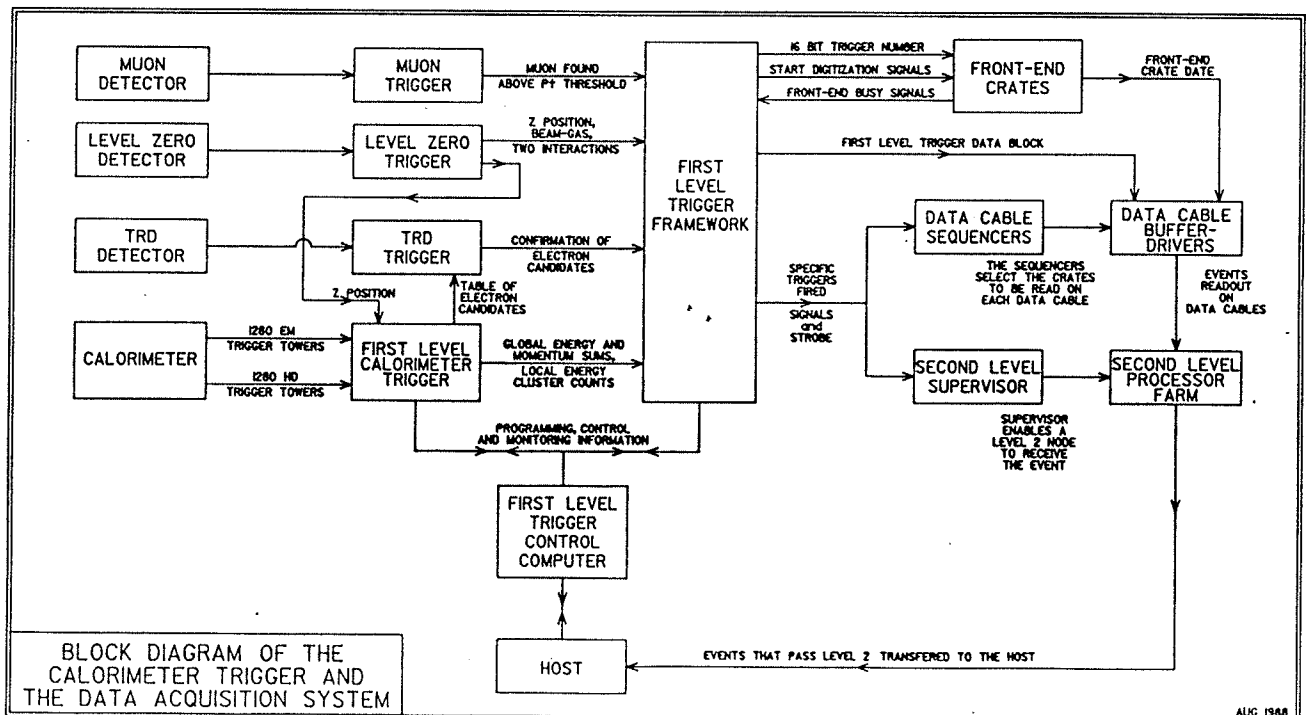 MUON
DETECTOR
MUON
TRIGGER
MUON FOUND
ABOVE Pt THRESHOLD
LEVEL ZERO
DETECTOR
LEVEL ZERO
TRIGGER
Z POSITION,
BEAM-GAS,
TWO INTERACTIONS
TRD
DETECTOR
TRD
TRIGGER
CONFIRMATION OF
ELECTRON
CANDIDATES
Z POSITION
TABLE OF
ELECTRON
CANDIDATES
CALORIMETER
1280 EM
TRIGGER TOWERS
1280 HD
TRIGGER TOWERS
FIRST LEVEL
CALORIMETER
TRIGGER
GLOBAL ENERGY AND
MOMENTUM SUMS,
LOCAL ENERGY
CLUSTER COUNTS
FIRST
LEVEL
TRIGGER
FRAMEWORK
16 BIT TRIGGER NUMBER
START DIGITIZATION SIGNALS
FRONT-END BUSY SIGNALS
FRONT-END
CRATES
FRONT-END
CRATE DATE
FIRST LEVEL TRIGGER DATA BLOCK
DATA CABLE
SEQUENCERS
DATA CABLE
BUFFER-
DRIVERS
THE SEQUENCERS
SELECT THE CRATES
TO BE READ ON
EACH DATA CABLE
SPECIFIC
TRIGGERS
FIRED
SIGNALS
and
STROBE
EVENTS
READOUT
ON
DATA CABLES
SECOND LEVEL
SUPERVISOR
SECOND LEVEL
PROCESSOR
FARM
SUPERVISOR
ENABLES A
LEVEL 2 NODE
TO RECEIVE
THE EVENT
PROGRAMMING, CONTROL
AND MONITORING INFORMATION
FIRST LEVEL
TRIGGER
CONTROL
COMPUTER
HOST
EVENTS THAT PASS LEVEL 2 TRANSFERED TO THE HOST
BLOCK DIAGRAM OF THE
CALORIMETER TRIGGER AND
THE DATA ACQUISITION SYSTEM
AUG 1988